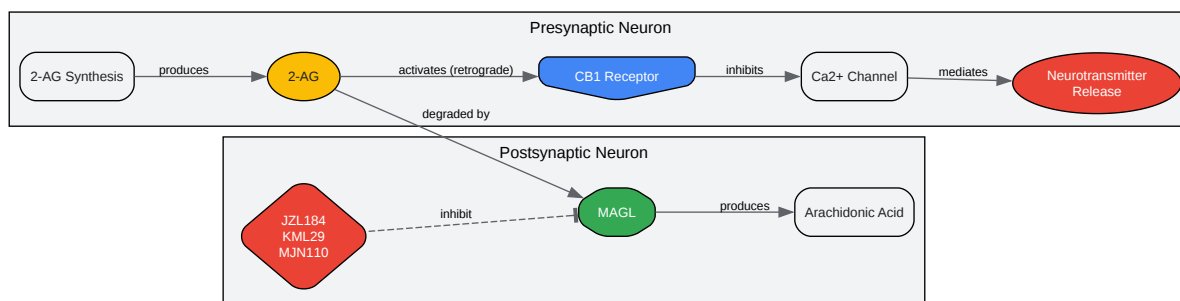 Presynaptic Neuron
2-AG Synthesis
produces
2-AG
activates (retrograde)
CB1 Receptor
inhibits
Ca2+ Channel
mediates
Neurotransmitter
Release
degraded by
Postsynaptic Neuron
JZL184
KML29
MJN110
inhibit
MAGL
produces
Arachidonic Acid